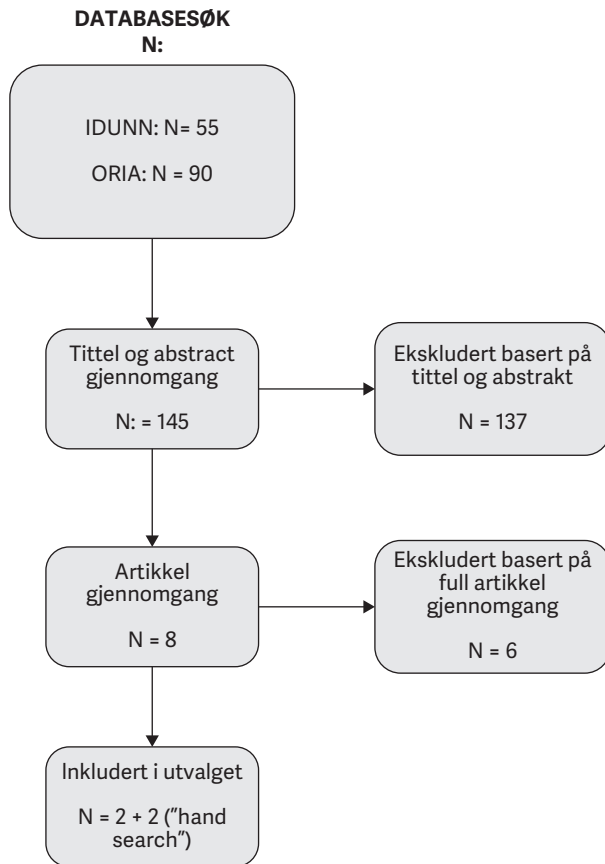 DATABASESØK
N:
IDUNN: N= 55
ORIA: N = 90
Tittel og abstract
gjennomgang
N: = 145
Ekskludert basert på
tittel og abstrakt
N = 137
Artikkel
gjennomgang
N = 8
Ekskludert basert på
full artikkel
gjennomgang
N = 6
Inkludert i utvalget
N = 2 + 2 ("hand
search")